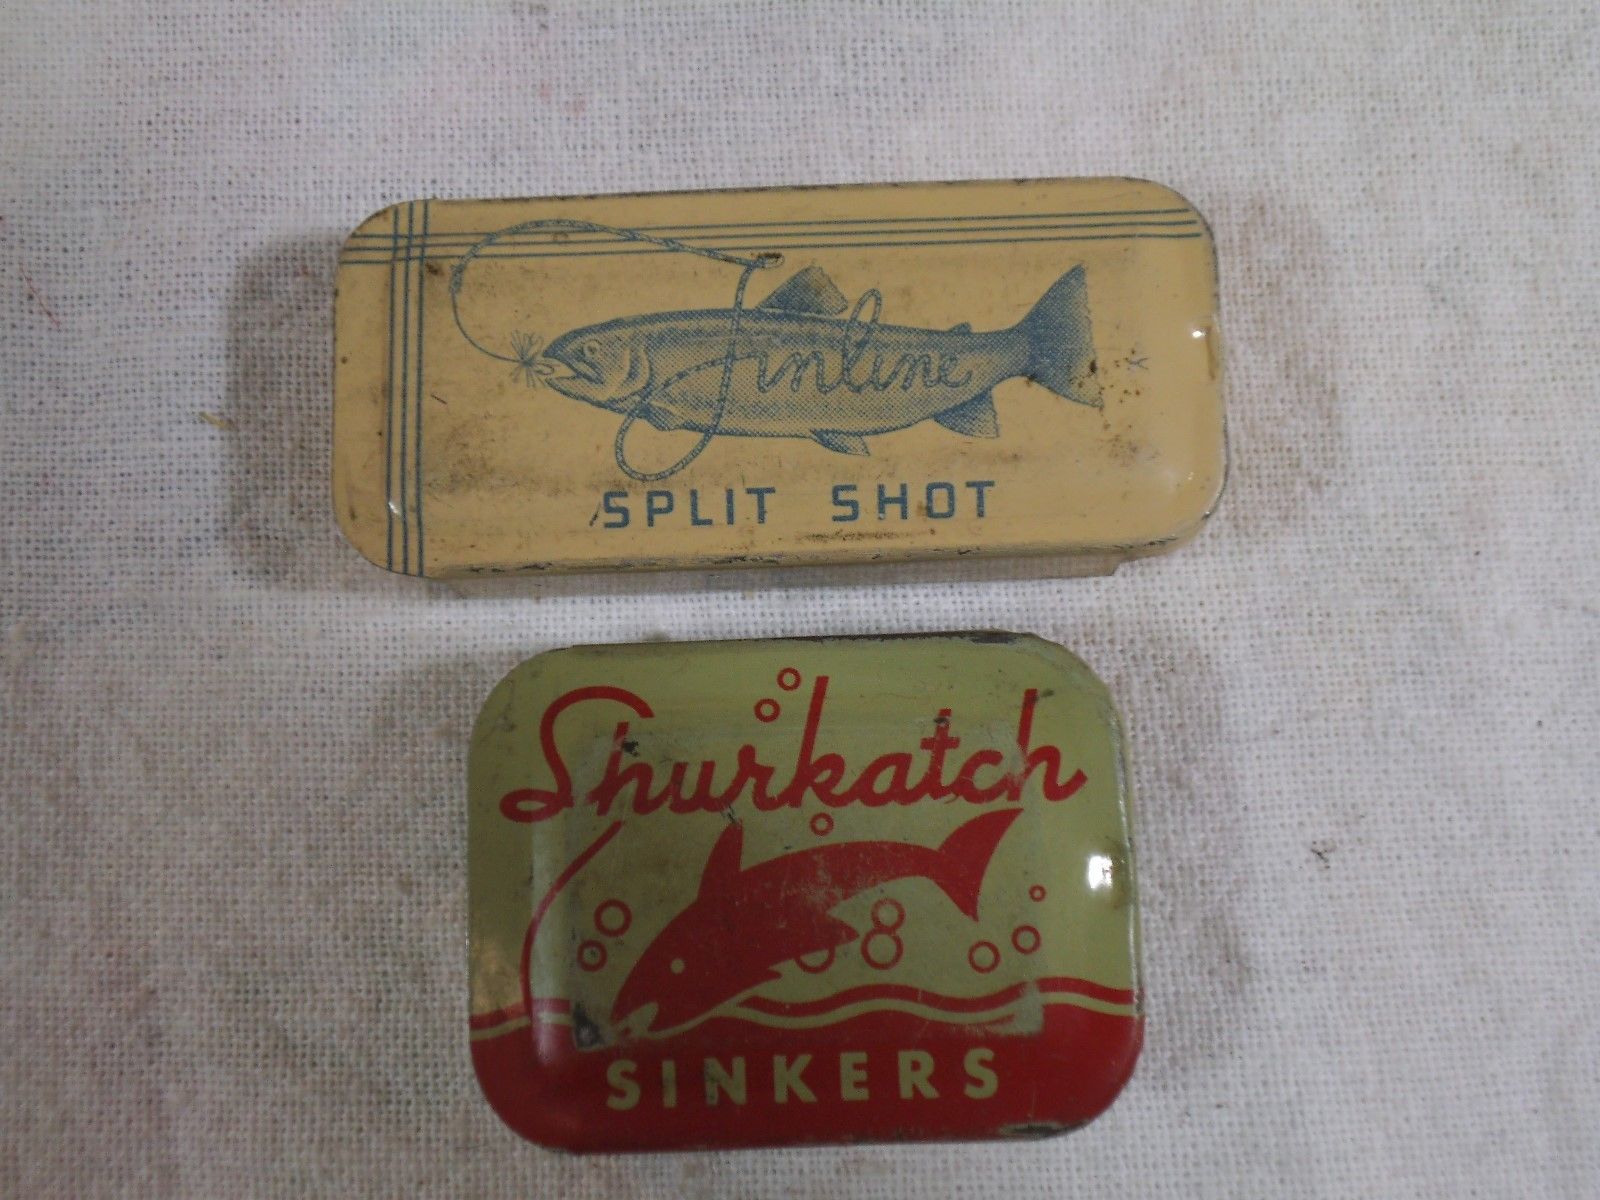 Finline
SPLIT SHOT
Shurkatch
SINKERS